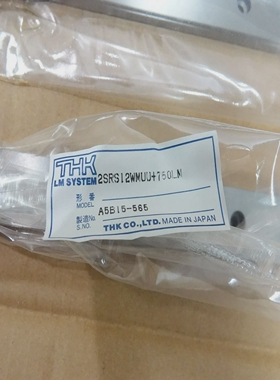 THK
LM SYSTEM
2SRS12WMUU+760LM
形番
MODEL
A5B15-565
製造No.
S.NO.
THK CO.,LTD. MADE IN JAPAN